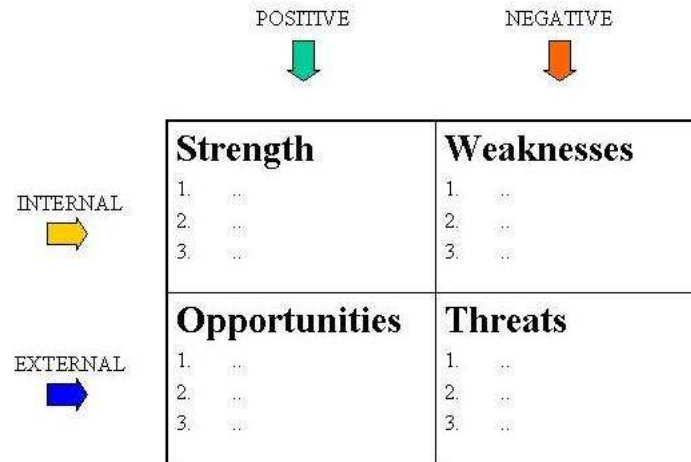 POSITIVE NEGATIVE
Strength Weaknesses
1. .. 1. ..
INTERNAL
2. .. 2. ..
3. .. 3. ..
Opportunities Threats
EXTERNAL
1. .. 1. ..
2. .. 2. ..
3. .. 3. ..